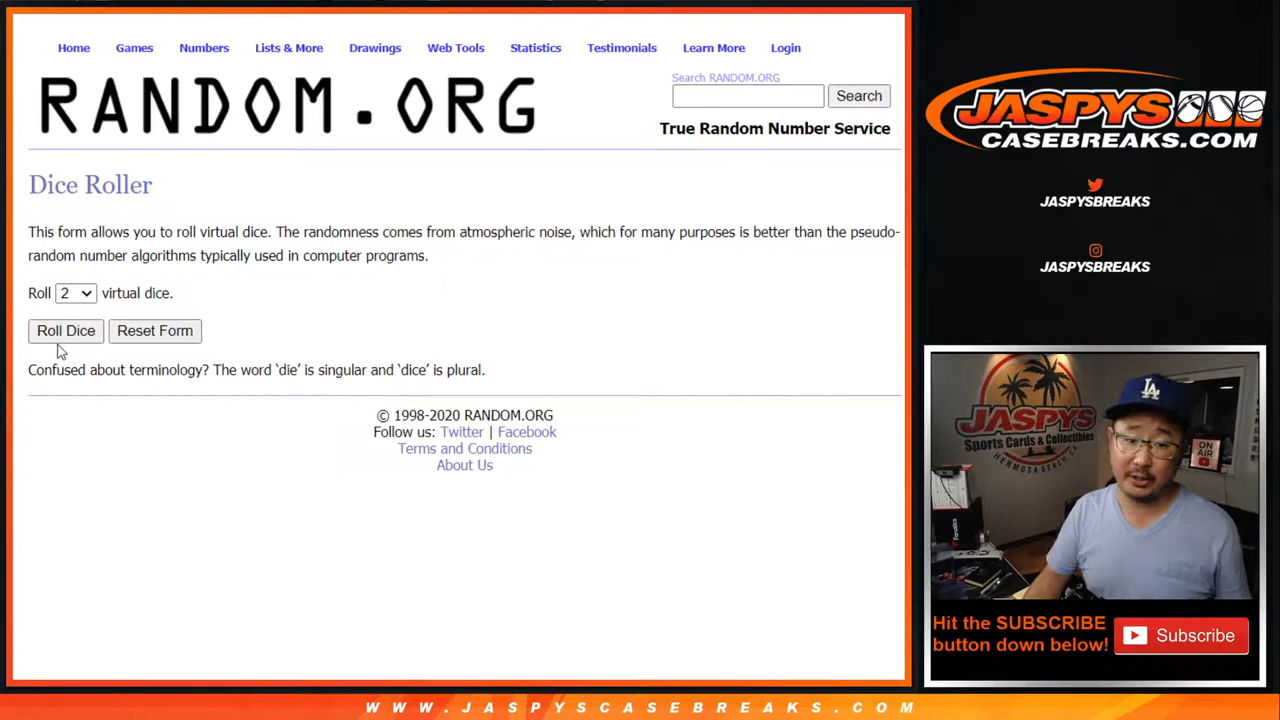 Home Games Numbers Lists & More Drawings Web Tools Statistics Testimonials Learn More Login
RANDOM.ORG
Search RANDOM.ORG
Search
True Random Number Service
Dice Roller
This form allows you to roll virtual dice. The randomness comes from atmospheric noise, which for many purposes is better than the pseudo-
random number algorithms typically used in computer programs.
Roll 2 virtual dice.
Roll Dice Reset Form
Confused about terminology? The word ‘die’ is singular and ‘dice’ is plural.
© 1998-2020 RANDOM.ORG
Follow us: Twitter | Facebook
Terms and Conditions
About Us
JASPYS
CASEBREAKS.COM
JASPYSBREAKS
JASPYSBREAKS
JASPYS
Sports Cards & Collectibles
HERMOSA BEACH, CA
LA
ON
AIR
Fanatics
Hit the SUBSCRIBE
button down below!
Subscribe
WWW.JASPYSCASEBREAKS.COM